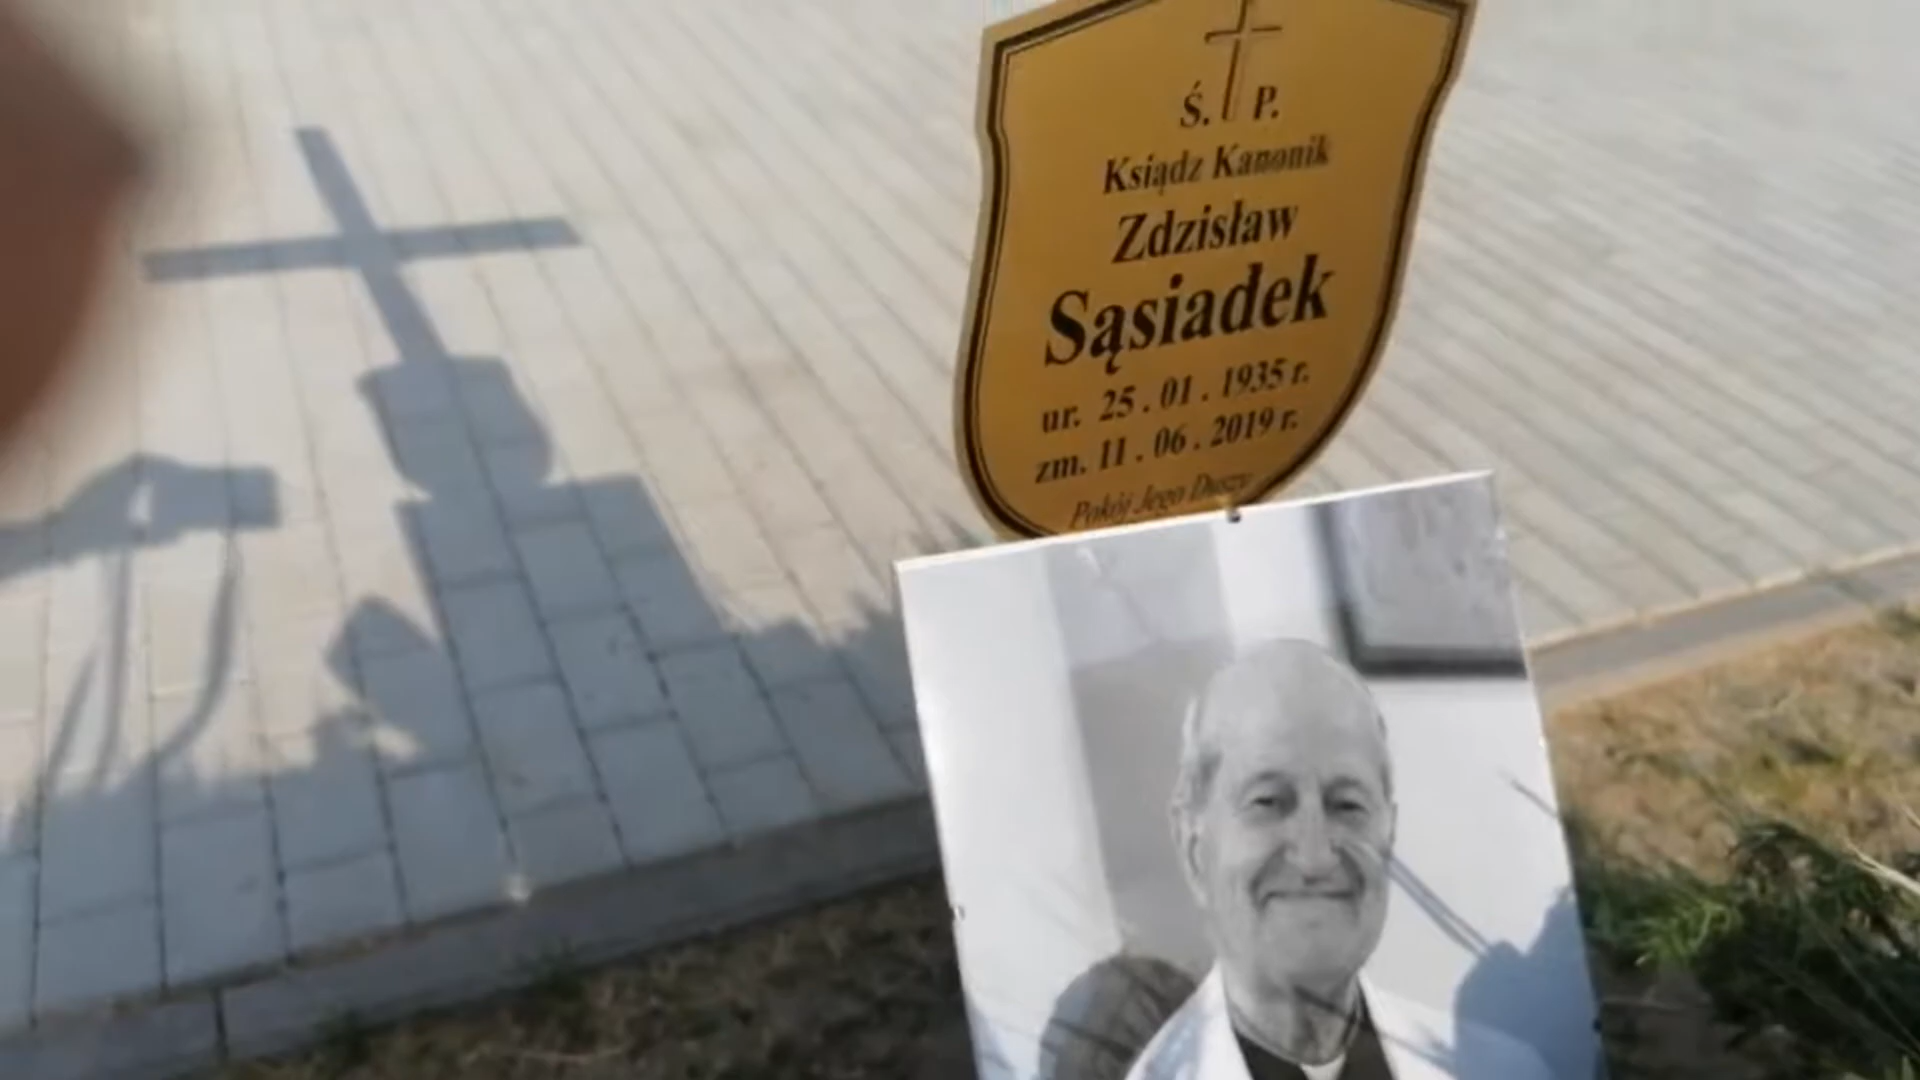 Ś. P.
Ksiądz Kanonik
Zdzisław
Sąsiadek
ur. 25 . 01 . 1935 r.
zm. 11 . 06 . 2019 r.
Pokój Jego Duszy